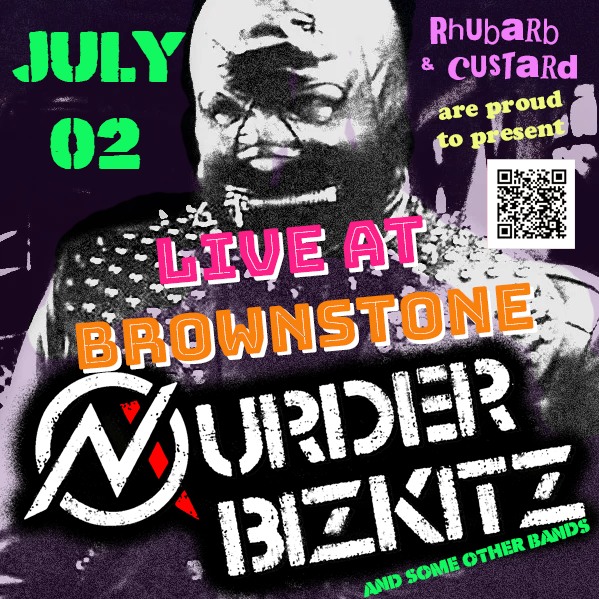 JULY
02
RHUBARB
& CUSTARD
are proud
to present
LIVE AT
BROWNSTONE
MURDER
BIZKITZ
AND SOME OTHER BANDS